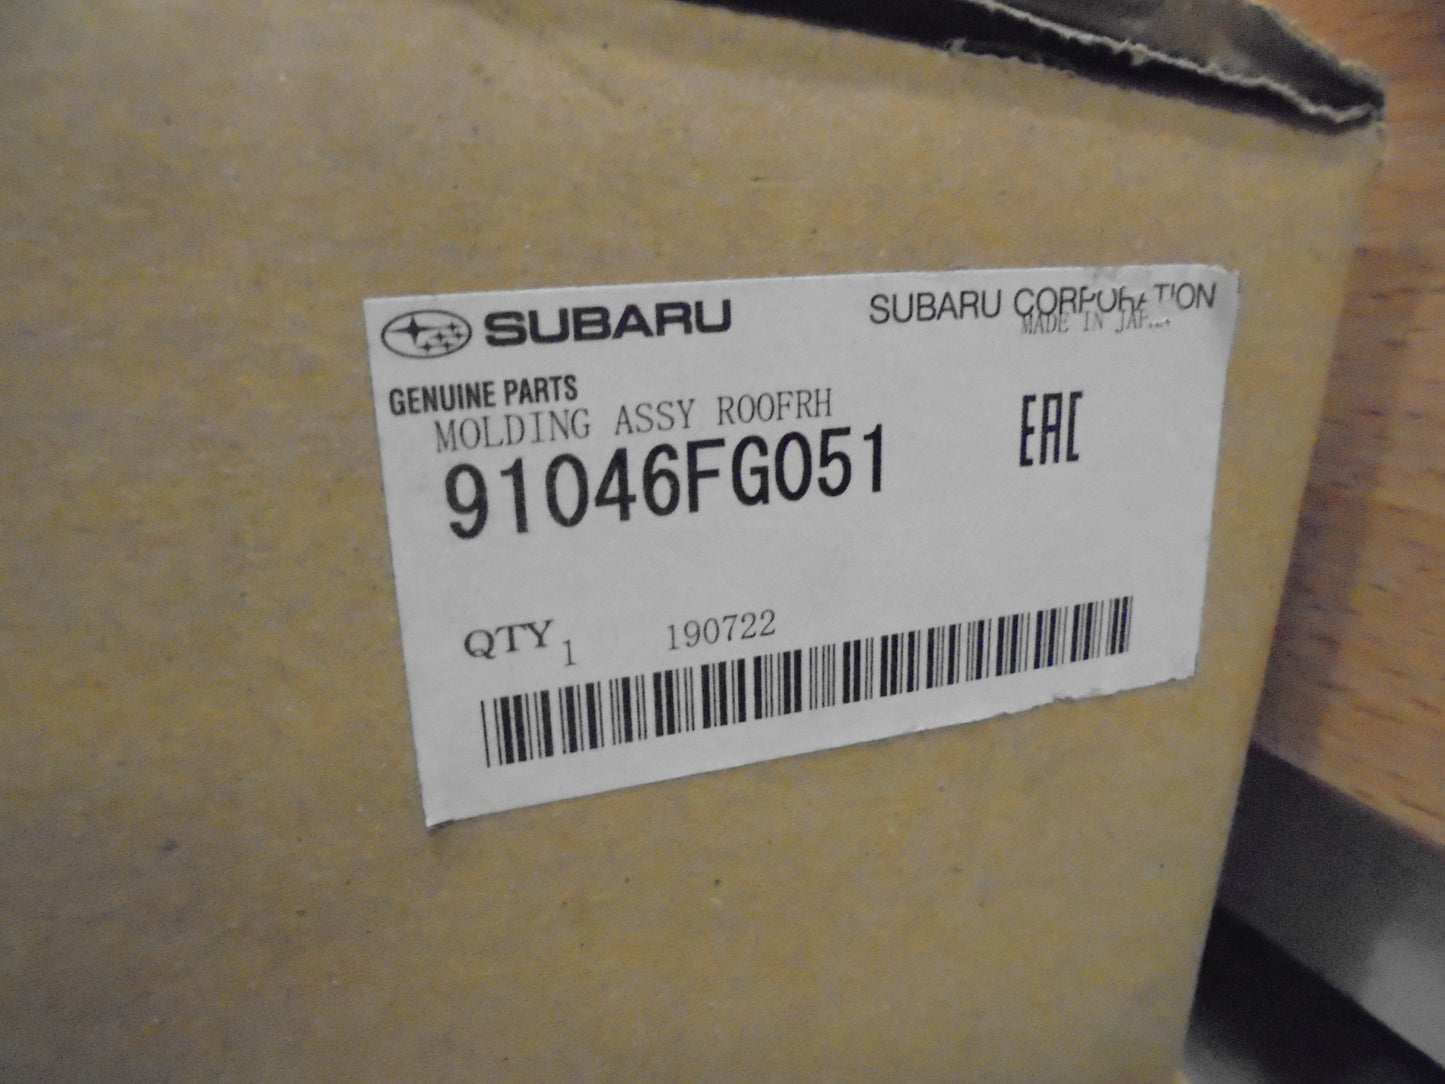 SUBARU
SUBARU CORPORATION
MADE IN JAPAN
GENUINE PARTS
MOLDING ASSY ROOFRH
91046FG051
EAC
QTY 1 190722